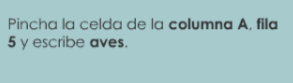 Pincha la celda de la columna A, fila
5 y escribe aves.